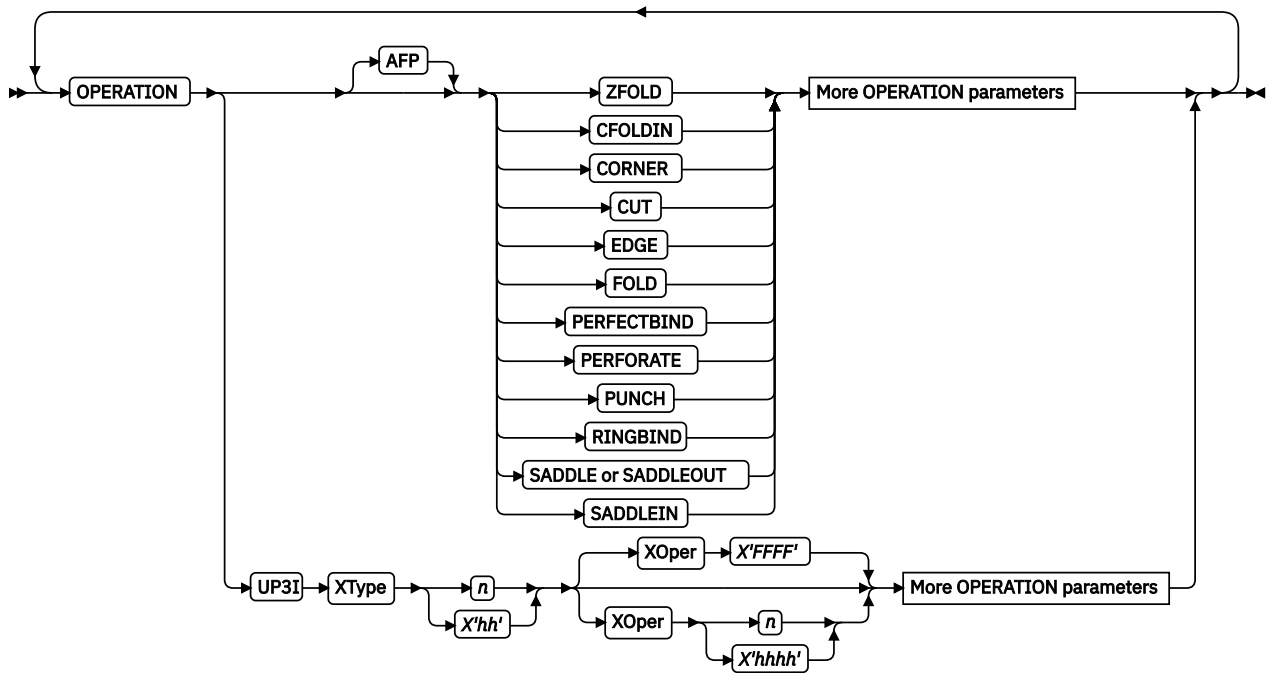 AFP
OPERATION
ZFOLD
More OPERATION parameters
CFOLDIN
CORNER
CUT
EDGE
FOLD
PERFECTBIND
PERFORATE
PUNCH
RINGBIND
SADDLE or SADDLEOUT
SADDLEIN
XOper X'FFFF'
UP3I XType n
More OPERATION parameters
X'hh'
XOper n
X'hhhh'